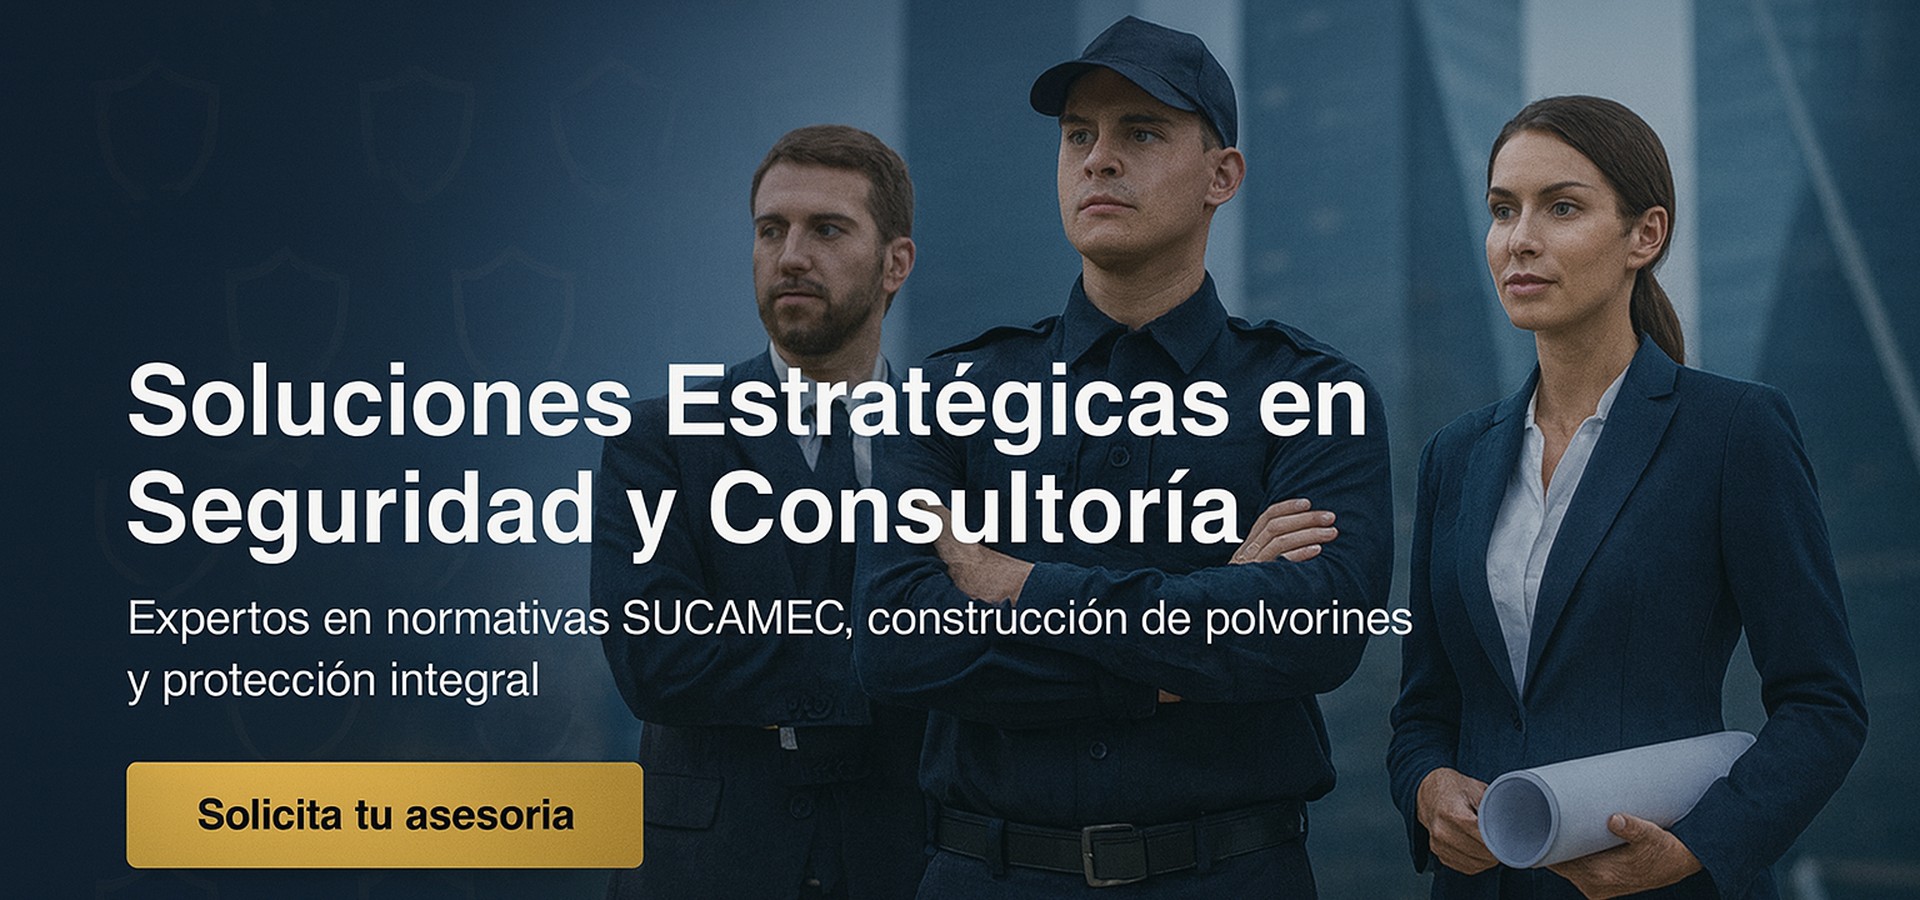 Soluciones Estratégicas en
Seguridad y Consultoría
Expertos en normativas SUCAMEC, construcción de polvorines
y protección integral
Solicita tu asesoria